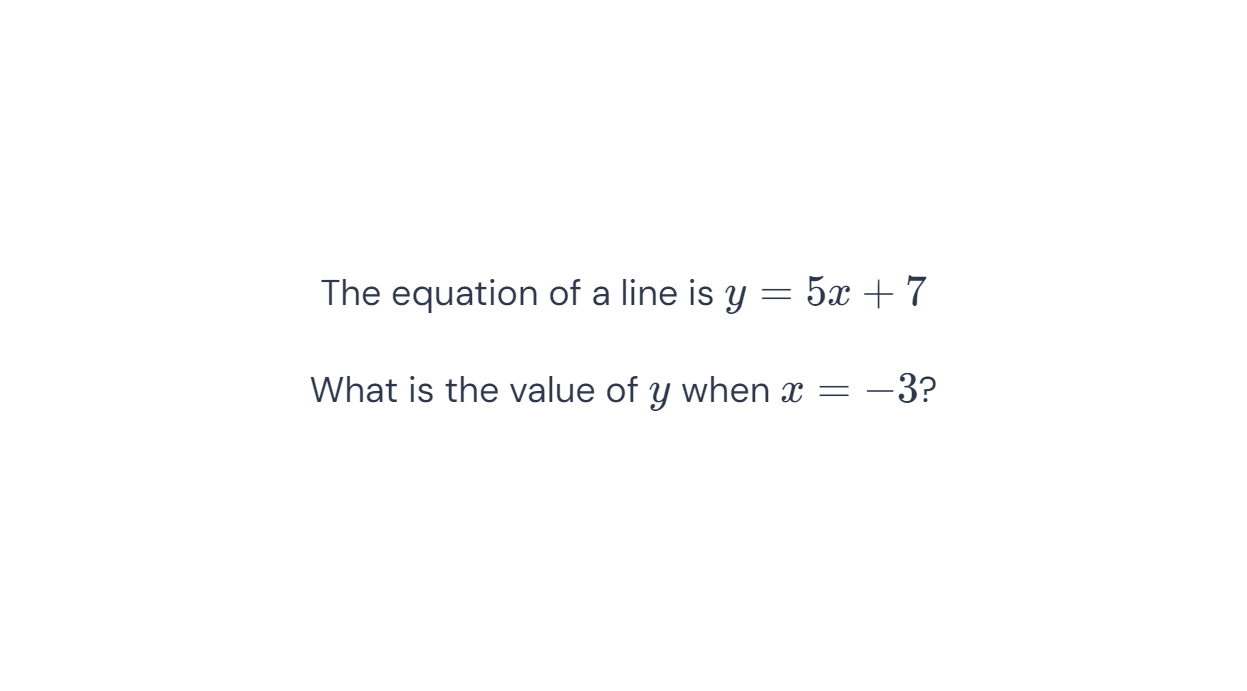 The equation of a line is y = 5x + 7
What is the value of y when x = −3?